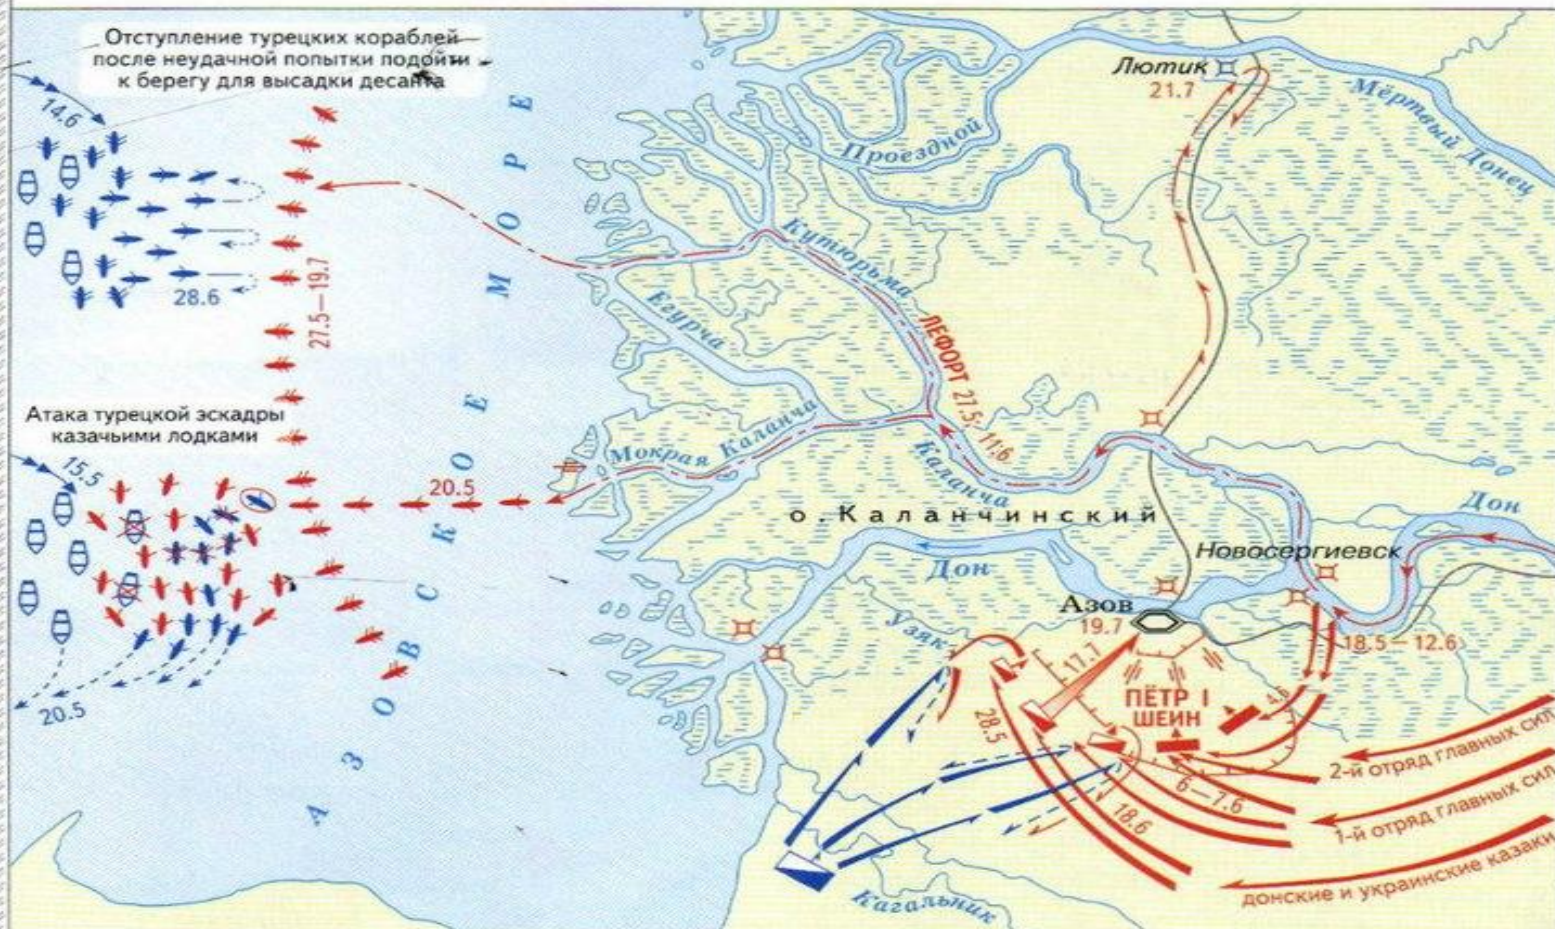 Отступление турецких кораблей
после неудачной попытки подойти
к берегу для высадки десанта
14.6
28.6
27.5—19.7
Атака турецкой эскадры
казачьими лодками
15.5
20.5
20.5
АЗОВСКОЕ МОРЕ
Лютик
21.7
Мёртвый Донец
Проездной
Кутюрьма
Егурча
ЛЕФОРТ 27.5-11.6
Мокрая Каланча
Каланча
о. Каланчинский
Дон
Новосергиевск
Дон
Азов
19.7
Узяк
17.7
18.5—12.6
ПЁТР I
ШЕИН
4.6
28.5
6—7.6
18.6
2-й отряд главных сил
1-й отряд главных сил
донские и украинские казаки
Кагальник